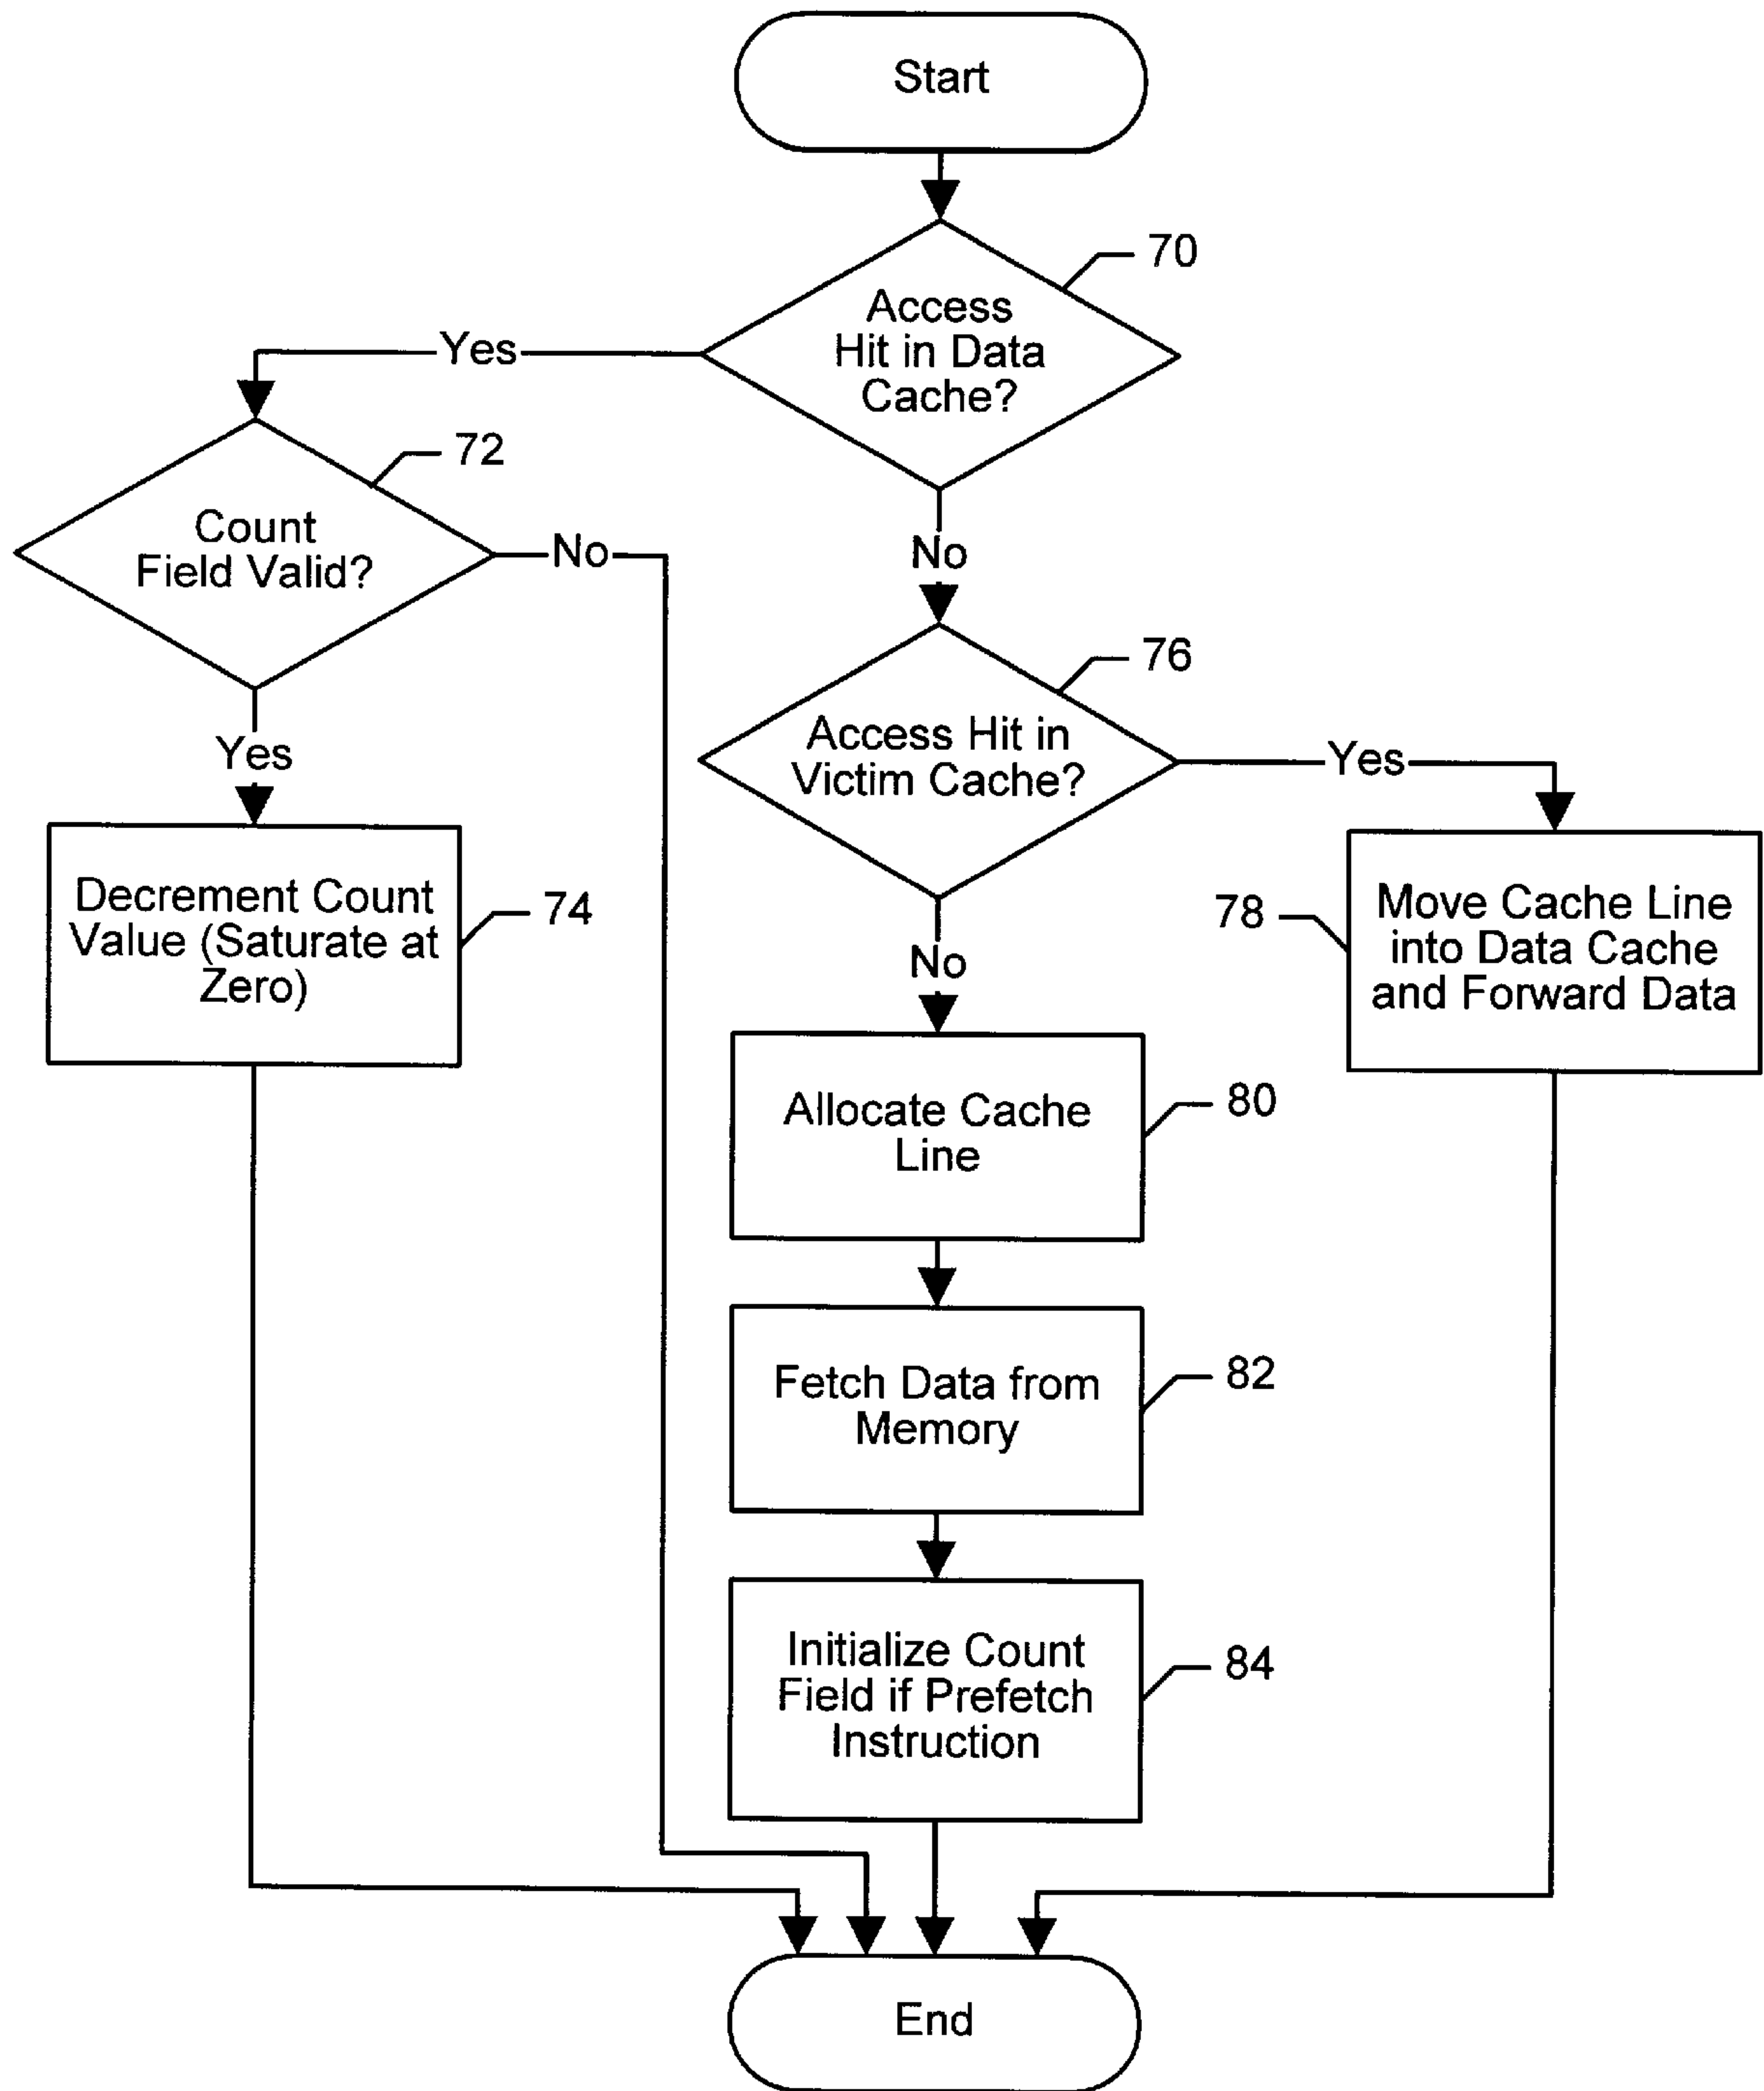 Start
70
Access
Hit in Data
Cache?
Yes
72
Count
Field Valid?
No
No
76
Access Hit in
Victim Cache?
Yes
Yes
Decrement Count
Value (Saturate at
Zero)
74
78
Move Cache Line
into Data Cache
and Forward Data
No
Allocate Cache
Line
80
Fetch Data from
Memory
82
Initialize Count
Field if Prefetch
Instruction
84
End